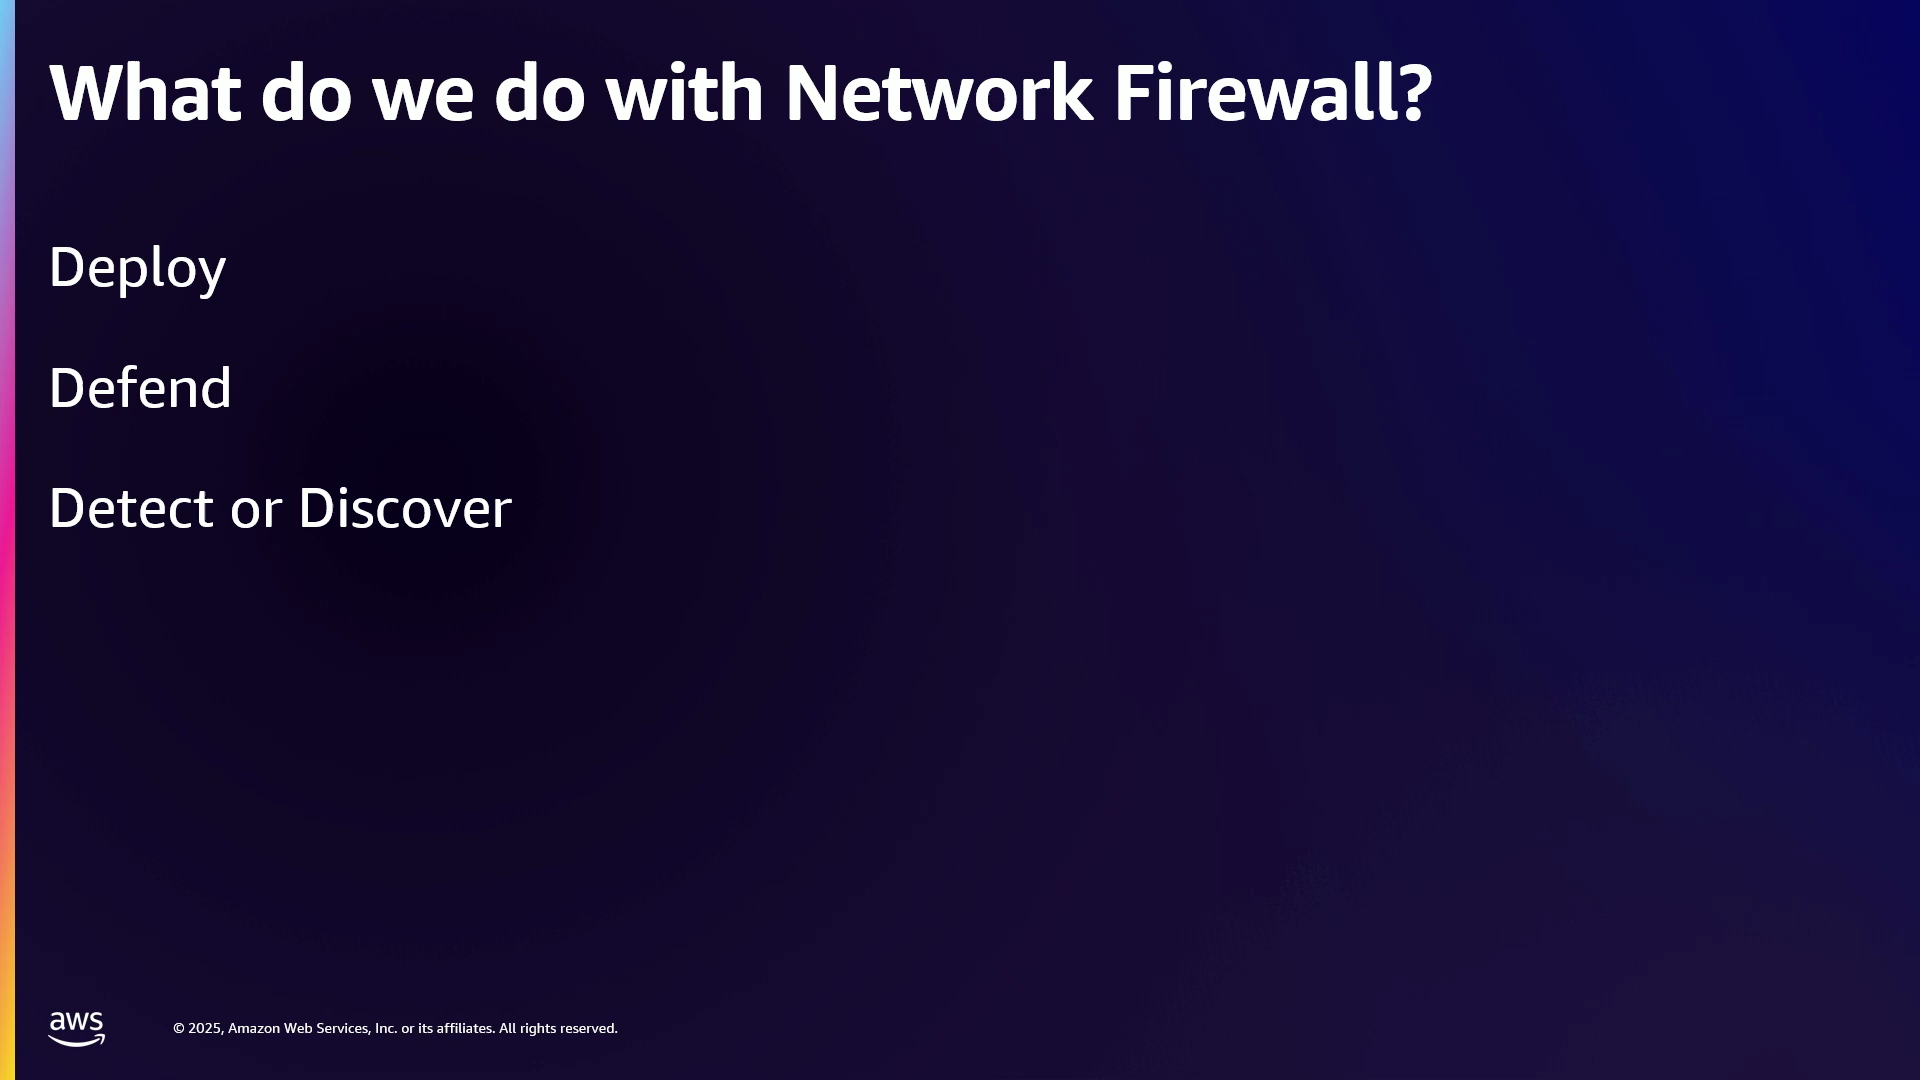 What do we do with Network Firewall?
Deploy
Defend
Detect or Discover
aws
© 2025, Amazon Web Services, Inc. or its affiliates. All rights reserved.